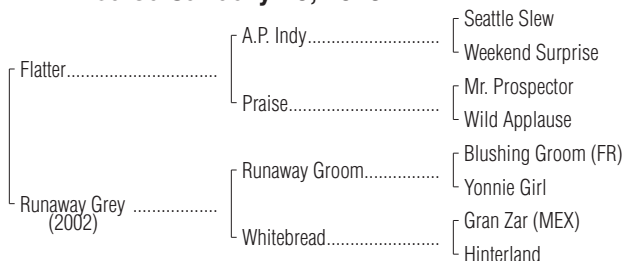 Seattle Slew
A.P. Indy..................................
Weekend Surprise
Flatter.......................................
Mr. Prospector
Praise......................................
Wild Applause
Blushing Groom (FR)
Runaway Groom...................
Yonnie Girl
Runaway Grey ......................
(2002)
Gran Zar (MEX)
Whitebread............................
Hinterland